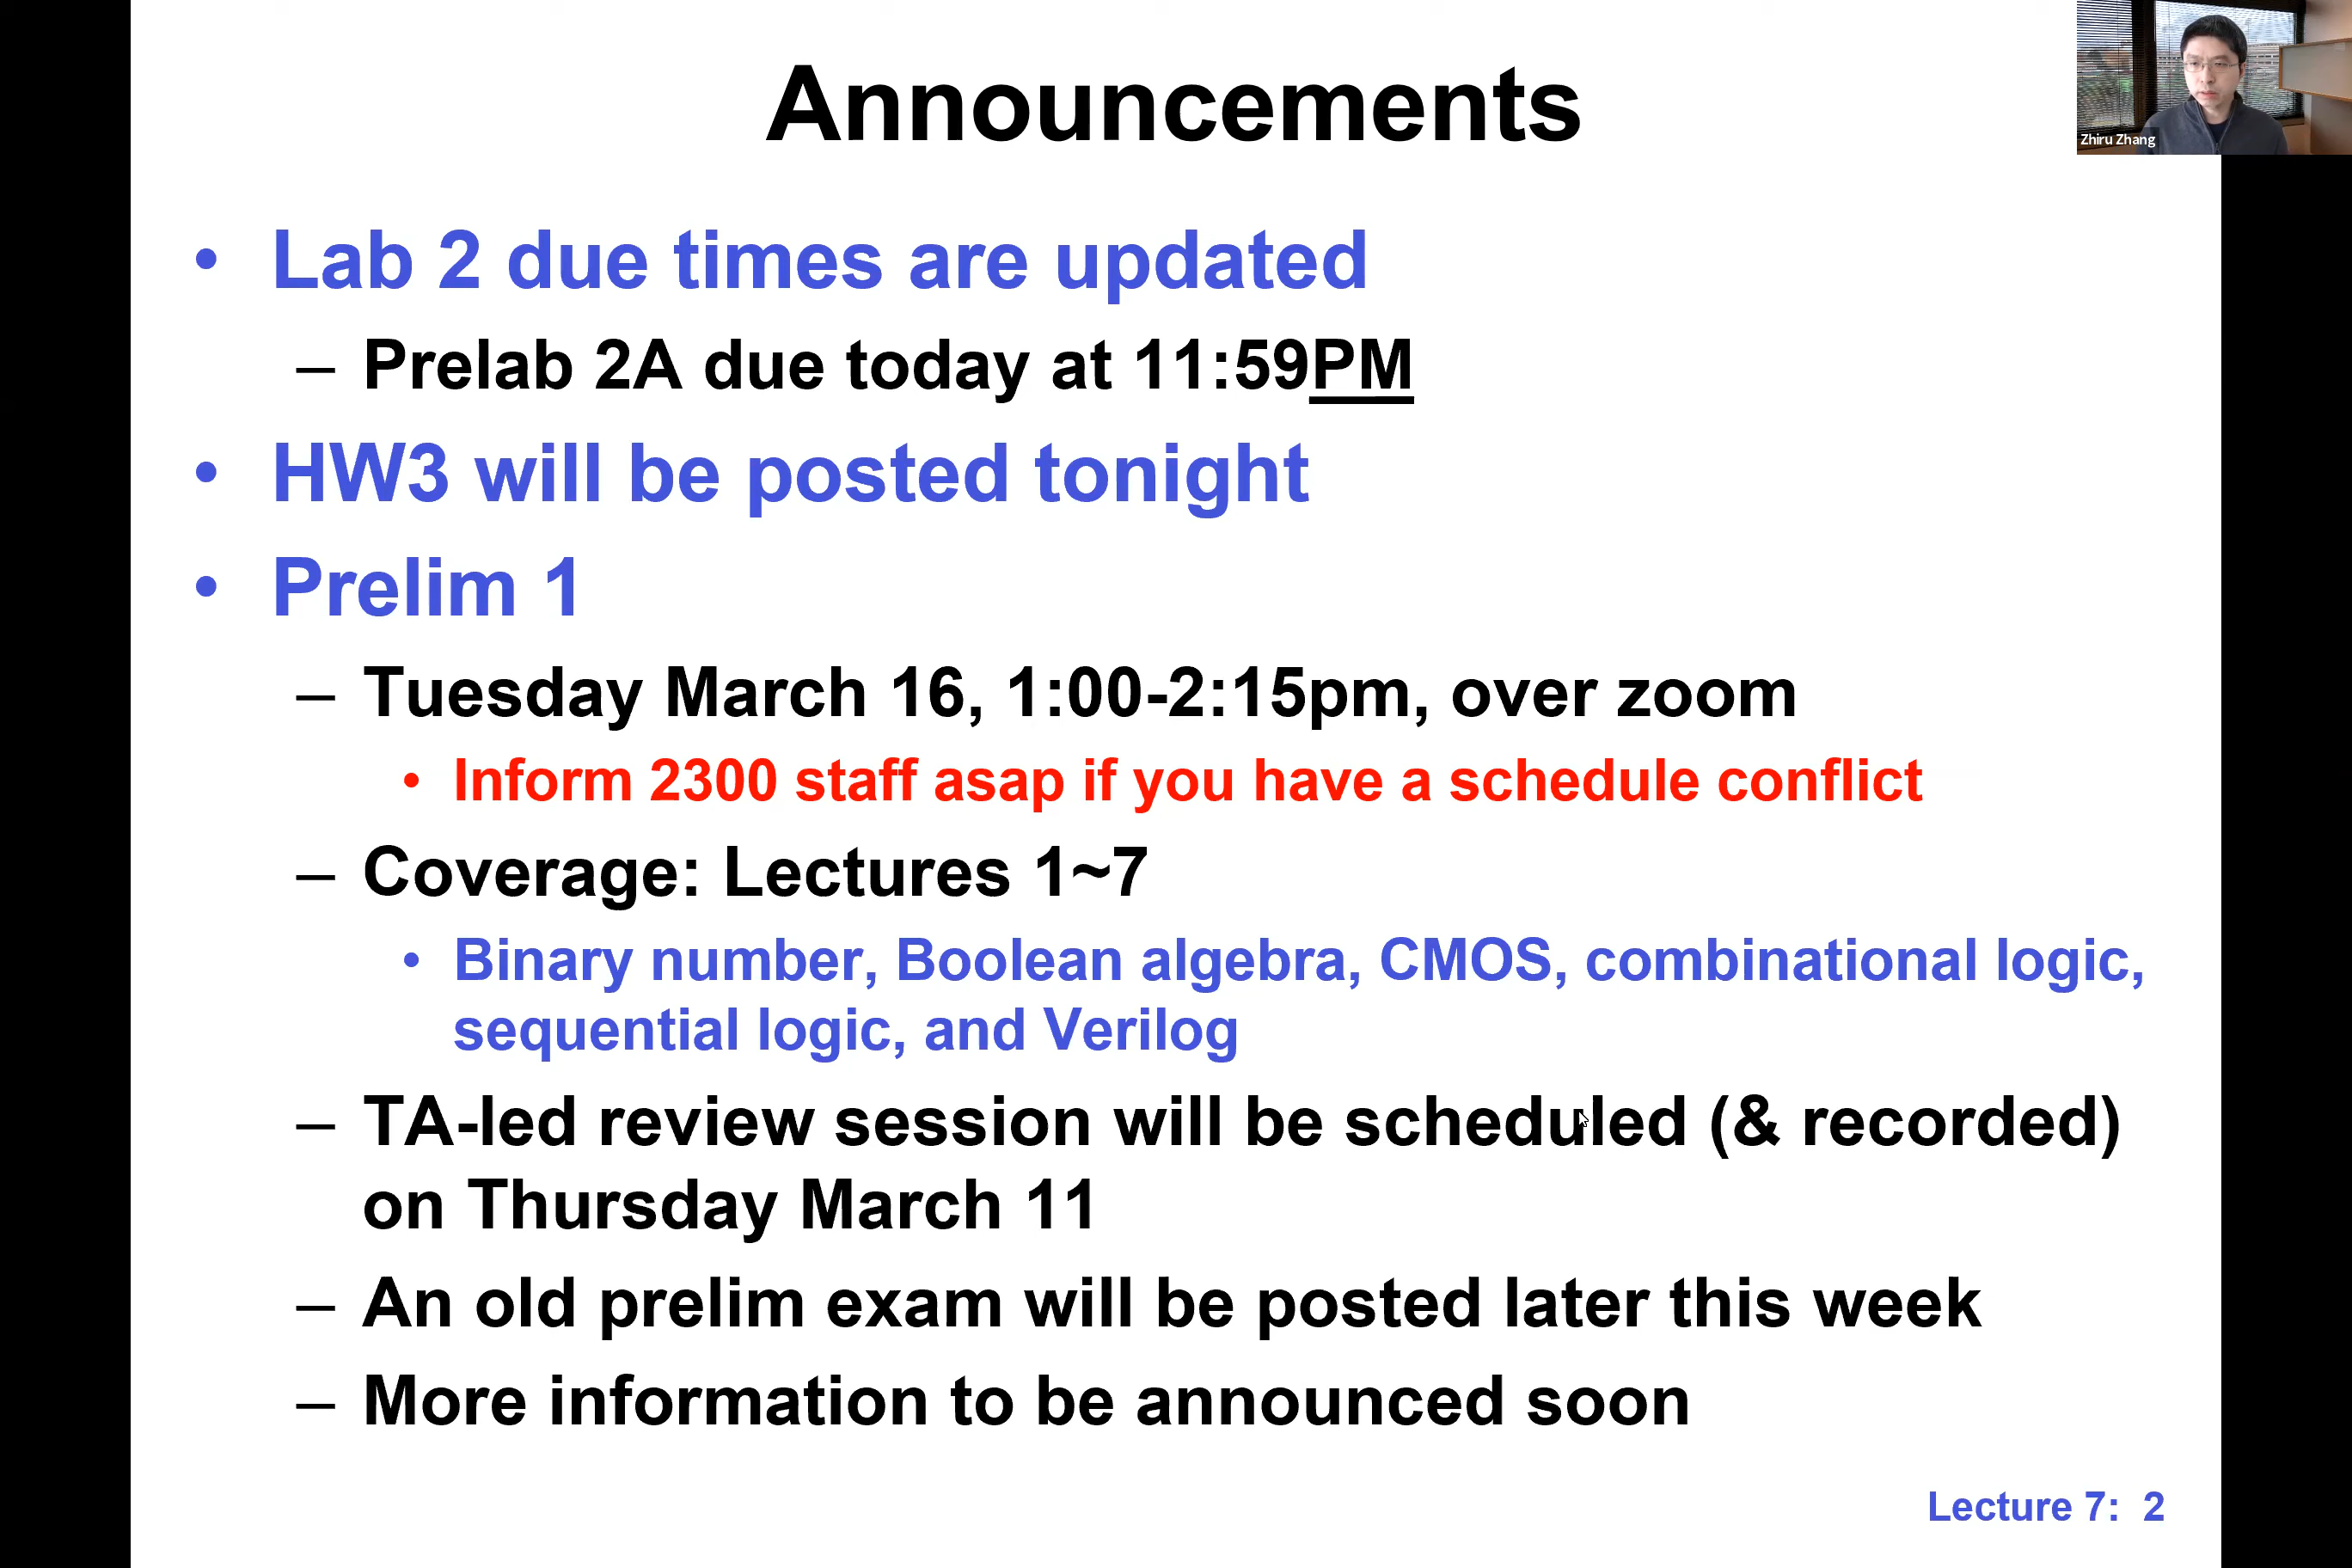 Announcements
Zhiru Zhang
• Lab 2 due times are updated
– Prelab 2A due today at 11:59PM
• HW3 will be posted tonight
• Prelim 1
– Tuesday March 16, 1:00-2:15pm, over zoom
• Inform 2300 staff asap if you have a schedule conflict
– Coverage: Lectures 1~7
• Binary number, Boolean algebra, CMOS, combinational logic,
sequential logic, and Verilog
– TA-led review session will be scheduled (& recorded)
on Thursday March 11
– An old prelim exam will be posted later this week
– More information to be announced soon
Lecture 7: 2